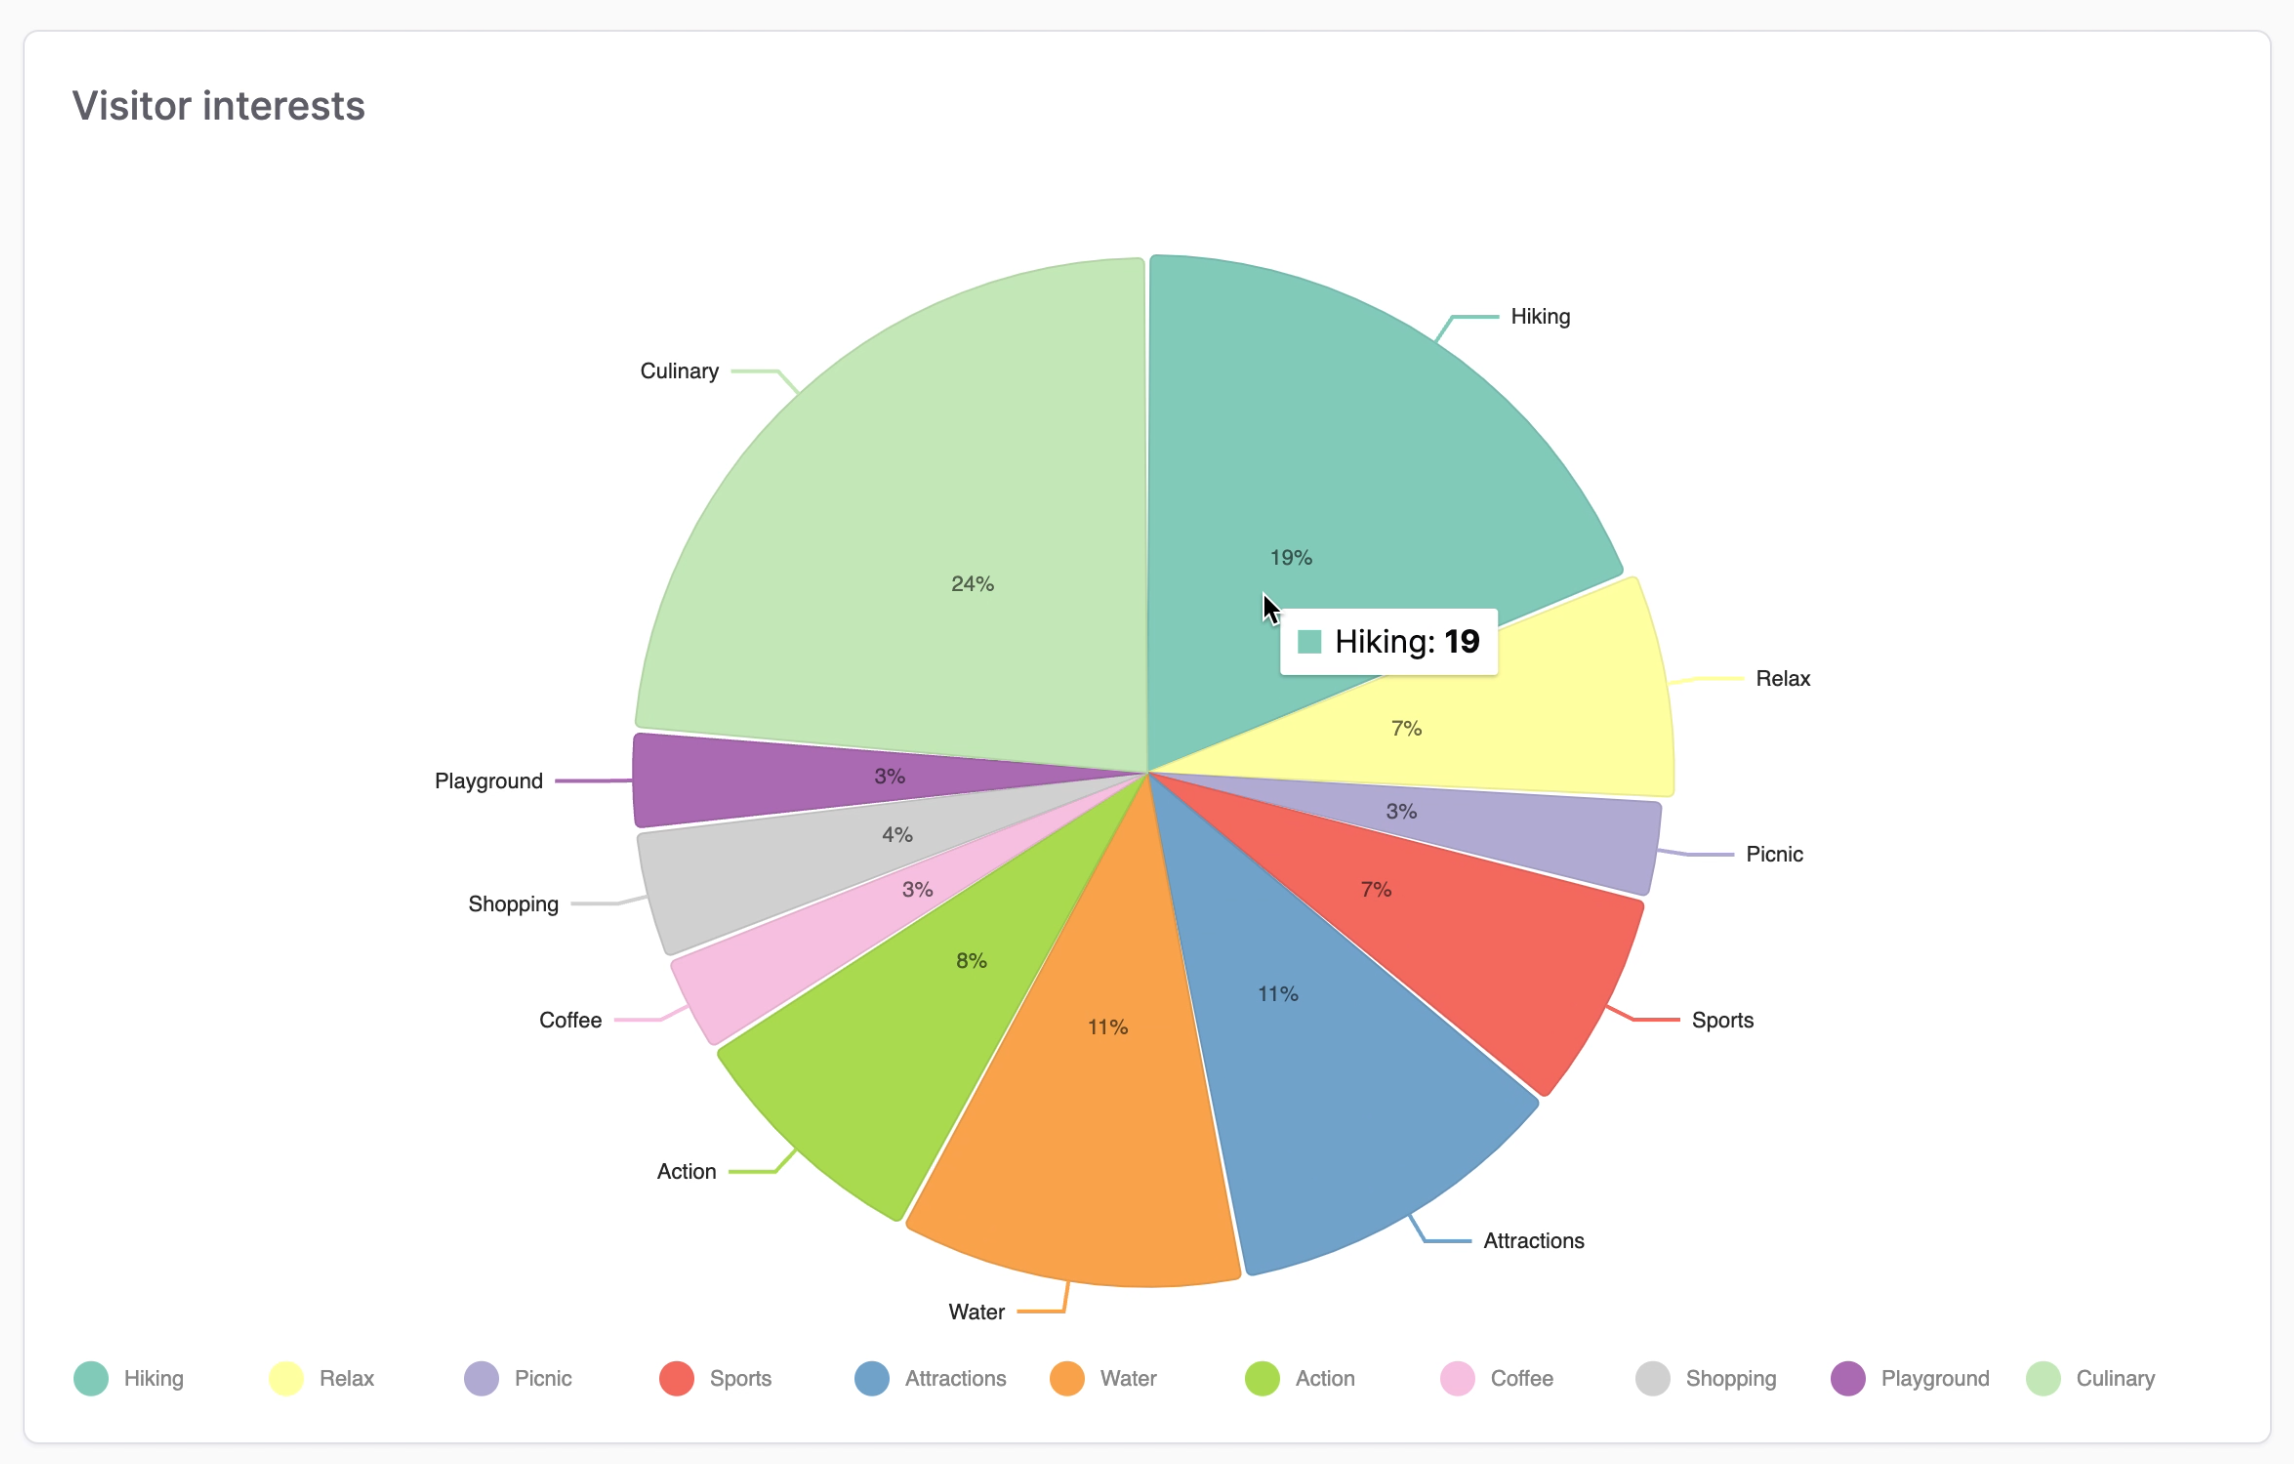 Visitor interests
Hiking
Culinary
19%
24%
Hiking: 19
Relax
7%
3%
Playground
3%
4%
Picnic
7%
3%
Shopping
8%
11%
Coffee
Sports
11%
Action
Attractions
Water
Hiking Relax Picnic Sports Attractions Water Action Coffee Shopping Playground Culinary